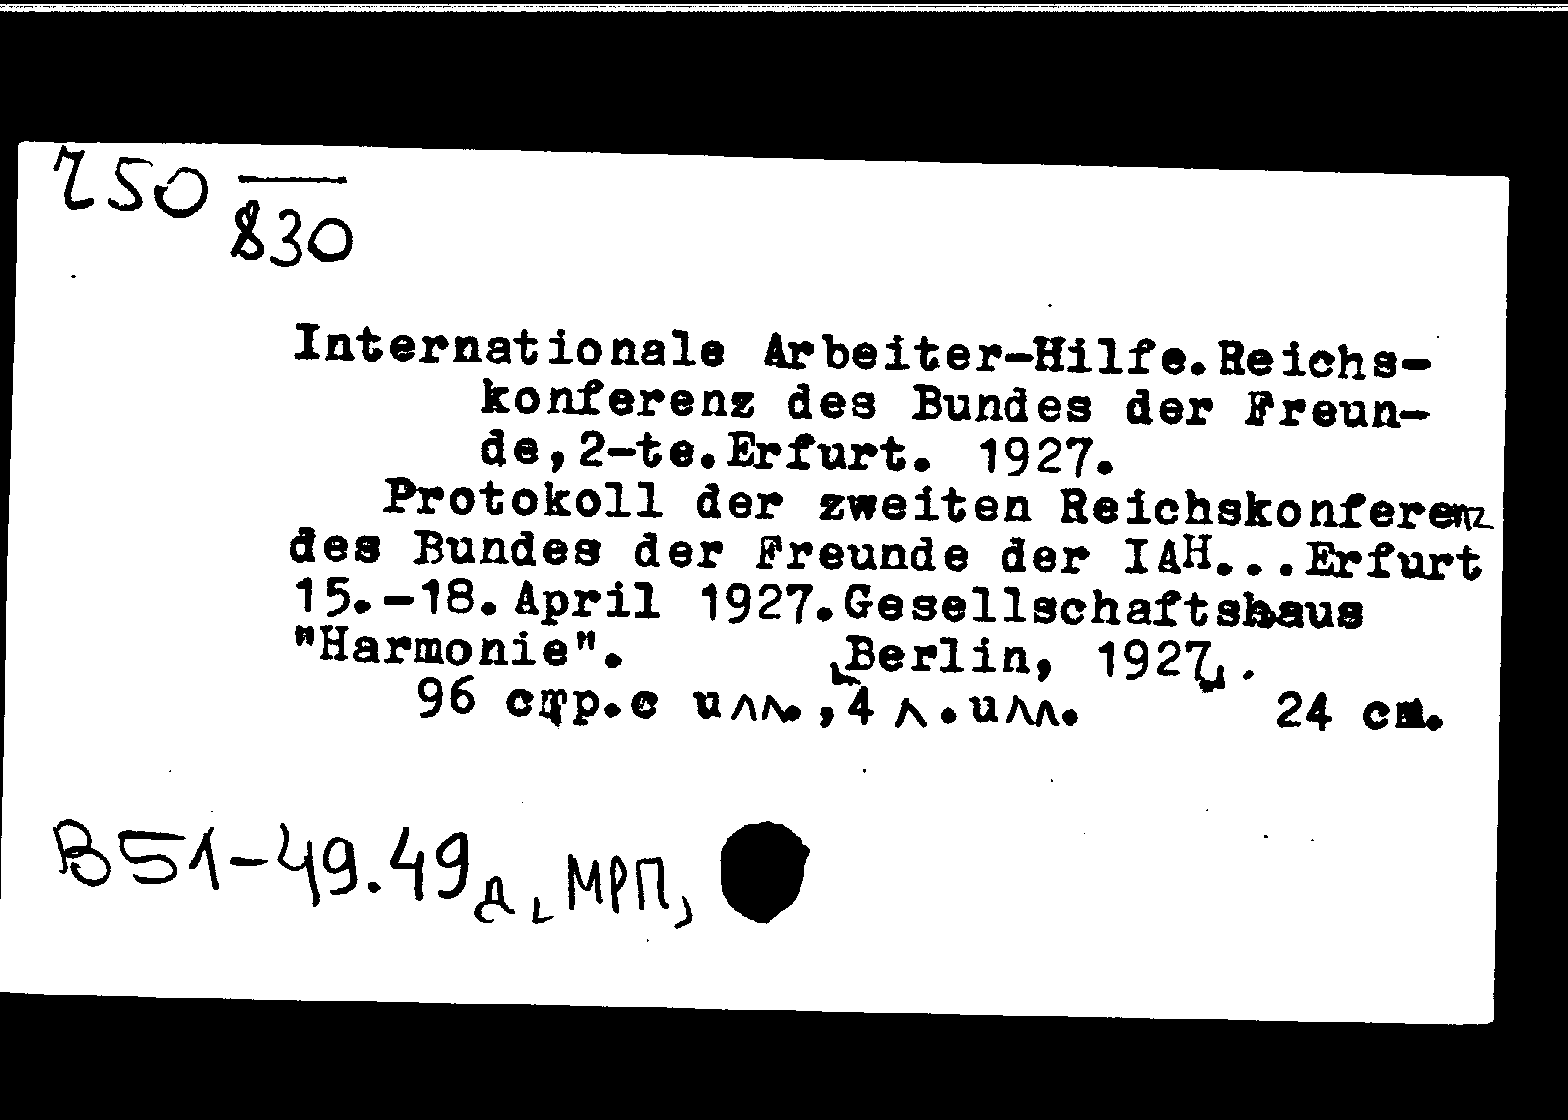 250
830
Internationale Arbeiter-Hilfe.Reichs-
konferenz des Bundes der Freun-
de,2-te.Erfurt. 1927.
Protokoll der zweiten Reichskonferenz
des Bundes der Freunde der IAH...Erfurt
15.-18.April 1927.Gesellschaftshaus
"Harmonie". [Berlin, 1927].
96 стр.с илл.,4 л.илл. 24 см.
B51-49.49д, МРП,